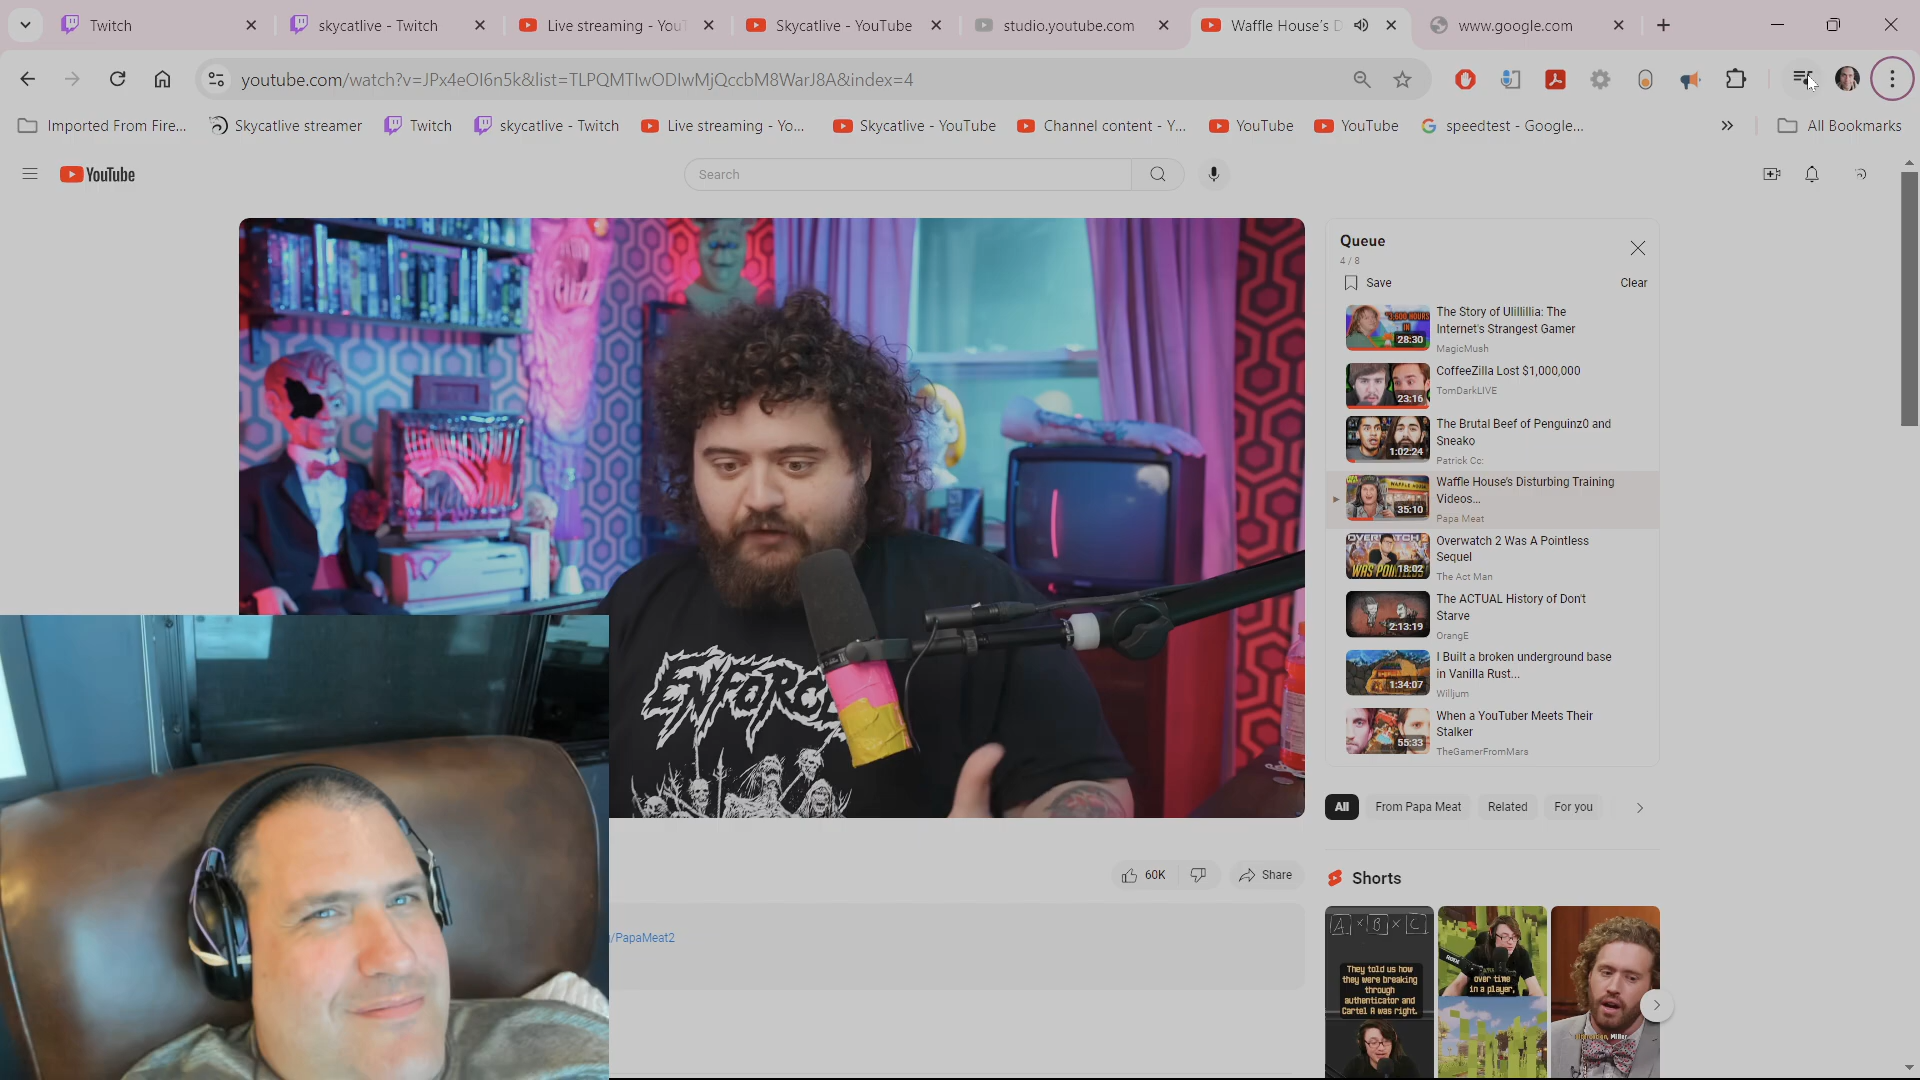 Twitch
skycatlive - Twitch
Live streaming - YouT
Skycatlive - YouTube
studio.youtube.com
Waffle House's D
www.google.com
youtube.com/watch?v=JPx4eOI6n5k&list=TLPQMTIwODIwMjQccbM8WarJ8A&index=4
Imported From Fire...
Skycatlive streamer
Twitch
skycatlive - Twitch
Live streaming - Yo...
Skycatlive - YouTube
Channel content - Y...
YouTube
YouTube
speedtest - Google...
All Bookmarks
YouTube
Search
Queue
4 / 8
Save
Clear
The Story of Ulillillia: The
Internet's Strangest Gamer
MagicMush
28:30
CoffeeZilla Lost $1,000,000
TomDarkLIVE
23:16
The Brutal Beef of Penguinz0 and
Sneako
Patrick Cc:
1:02:24
Waffle House's Disturbing Training
Videos...
Papa Meat
35:10
Overwatch 2 Was A Pointless
Sequel
The Act Man
18:02
The ACTUAL History of Don't
Starve
OrangE
2:13:19
I Built a broken underground base
in Vanilla Rust...
Willjum
1:34:07
When a YouTuber Meets Their
Stalker
TheGamerFromMars
55:33
ENFORC
All
From Papa Meat
Related
For you
60K
Share
/PapaMeat2
Shorts
A × B × C
They told us how
they were breaking
through
authenticator and
Cartel A was right.
over time
in a player,
Miller